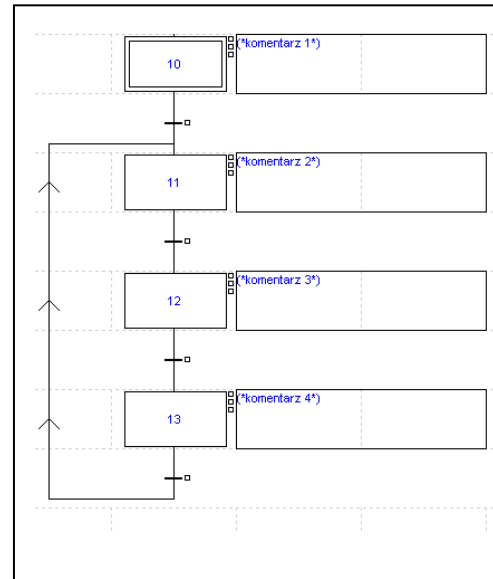 10
(*komentarz 1*)
11
(*komentarz 2*)
12
(*komentarz 3*)
13
(*komentarz 4*)